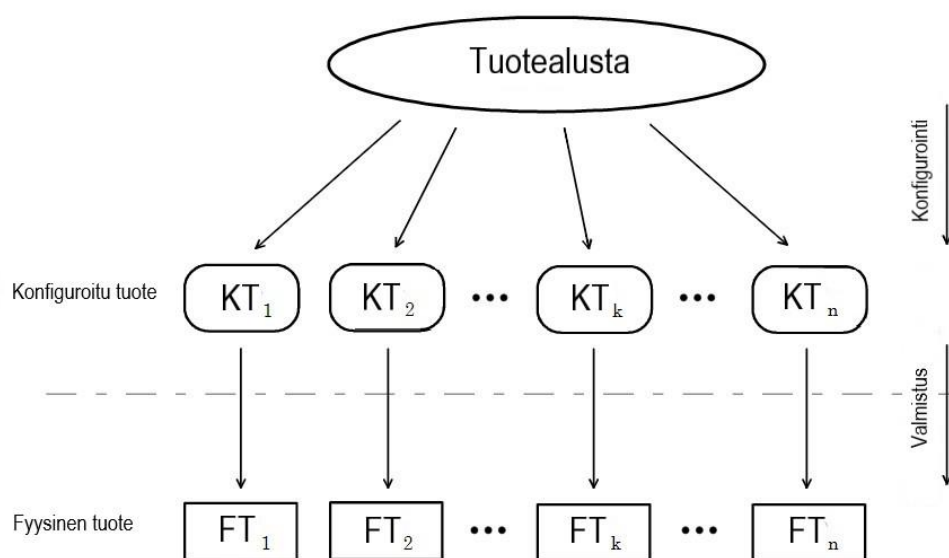 Tuotealusta
Konfigurointi
Konfiguroitu tuote
KT1
KT2
•••
KTk
•••
KTn
Valmistus
Fyysinen tuote
FT1
FT2
•••
FTk
•••
FTn